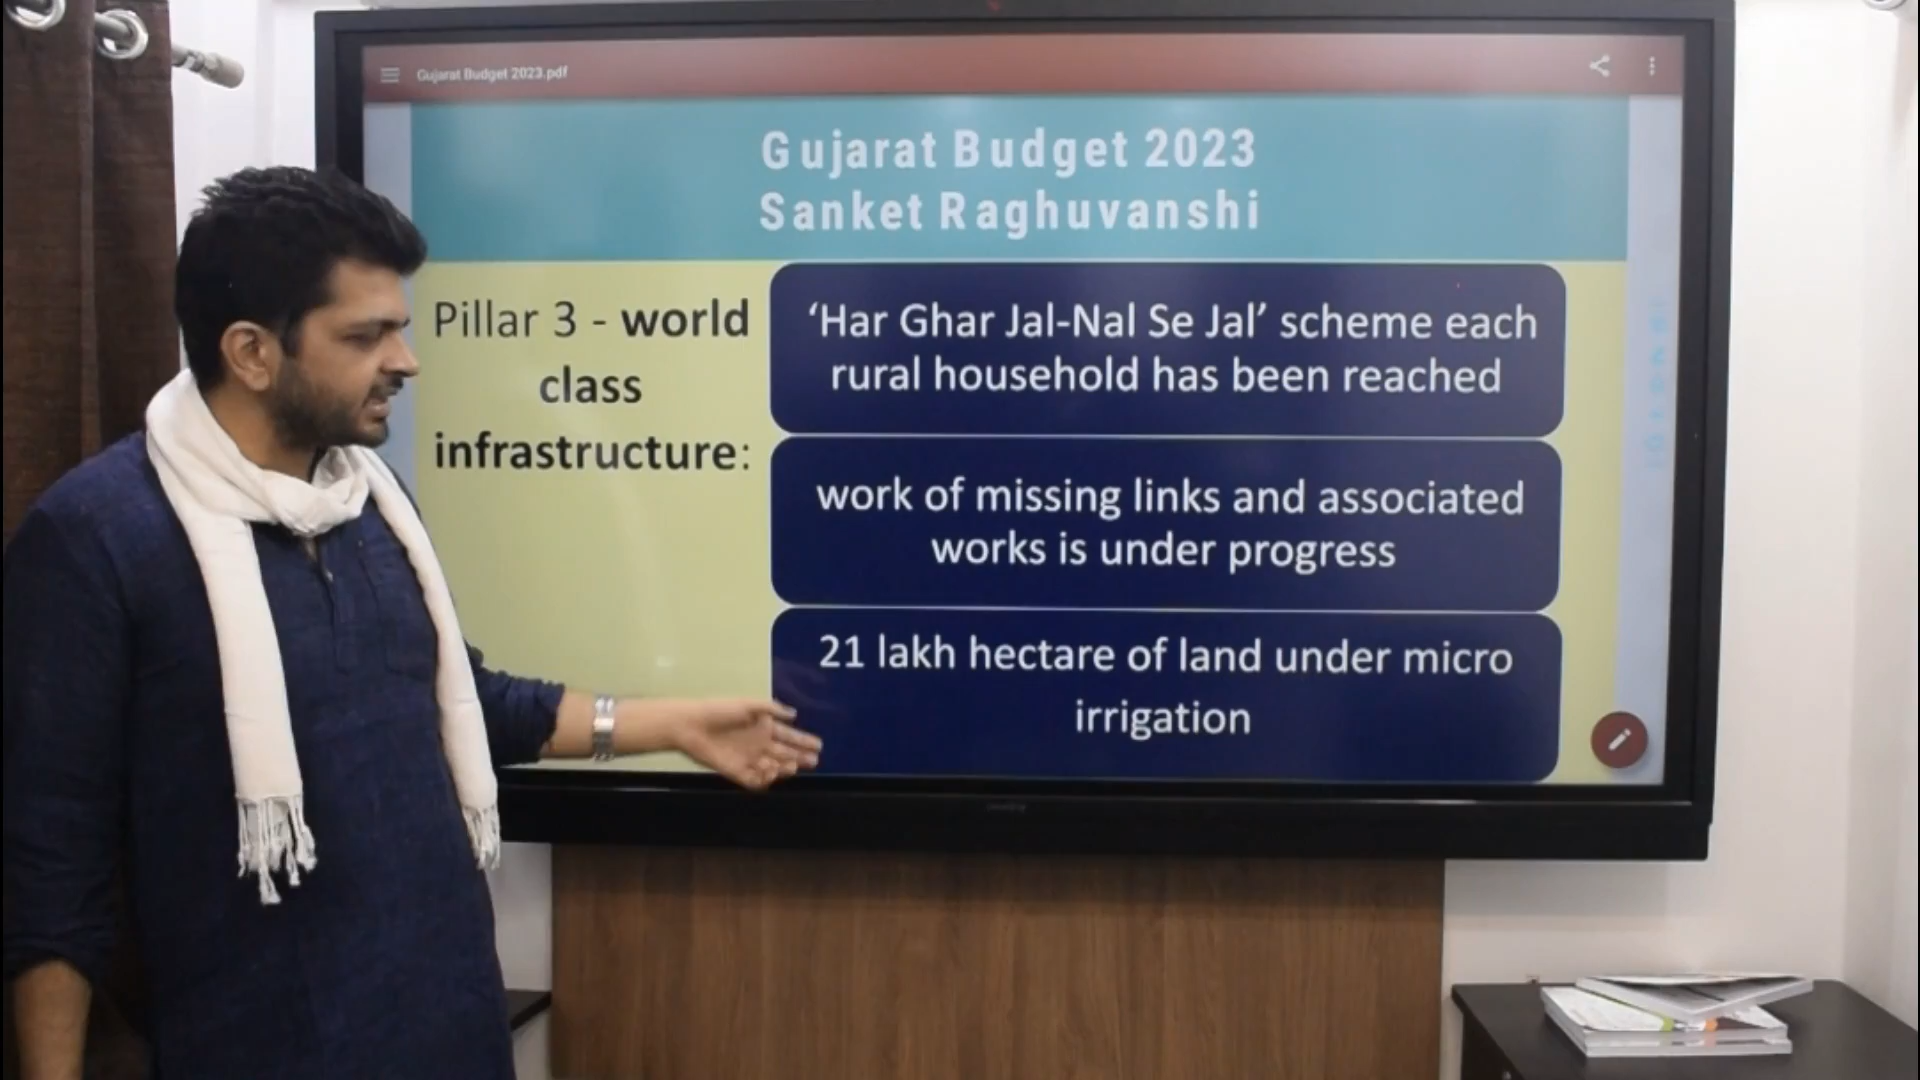 Gujarat Budget 2023.pdf
Gujarat Budget 2023
Sanket Raghuvanshi
Pillar 3 - world
class
infrastructure:
‘Har Ghar Jal-Nal Se Jal’ scheme each
rural household has been reached
work of missing links and associated
works is under progress
21 lakh hectare of land under micro
irrigation